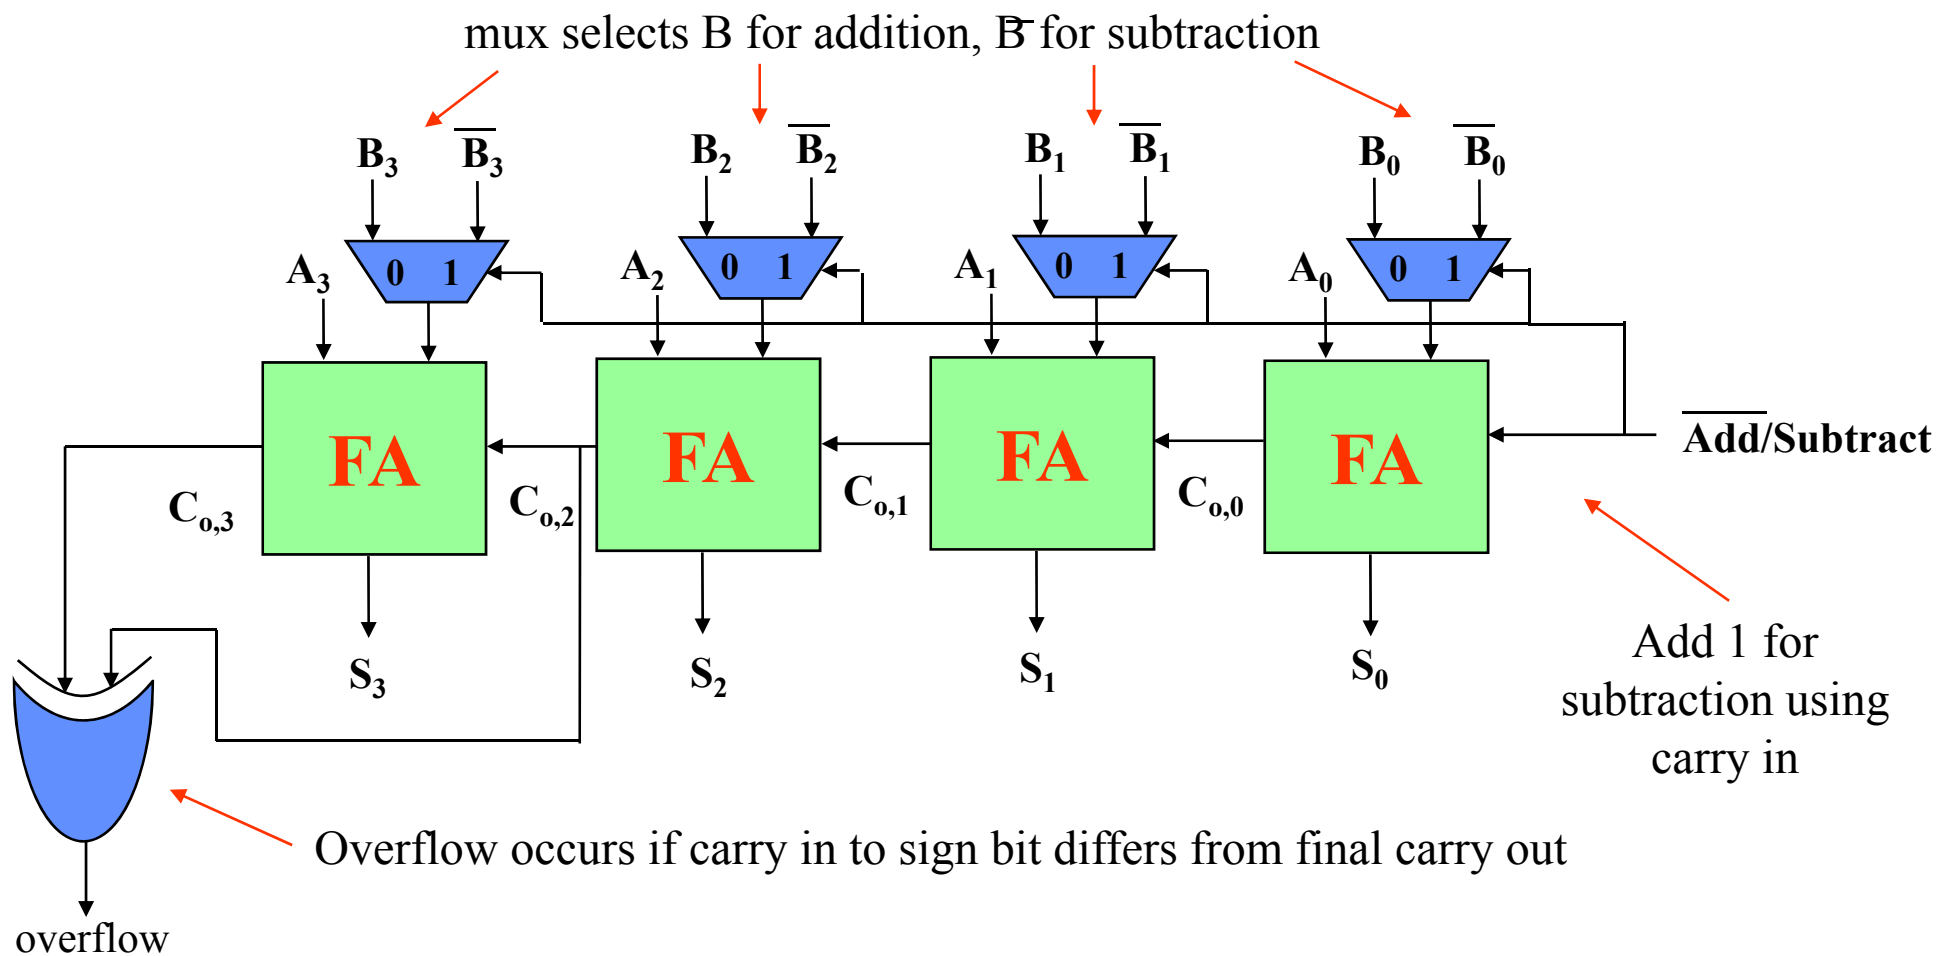 mux selects B for addition, B̅ for subtraction
B₃ B̅₃ B₂ B̅₂ B₁ B̅₁ B₀ B̅₀
A₃ 0 1 A₂ 0 1 A₁ 0 1 A₀ 0 1
FA FA FA FA A̅d̅d̅/Subtract
Cₒ,₃ Cₒ,₂ Cₒ,₁ Cₒ,₀
S₃ S₂ S₁ S₀
Add 1 for
subtraction using
carry in
Overflow occurs if carry in to sign bit differs from final carry out
overflow